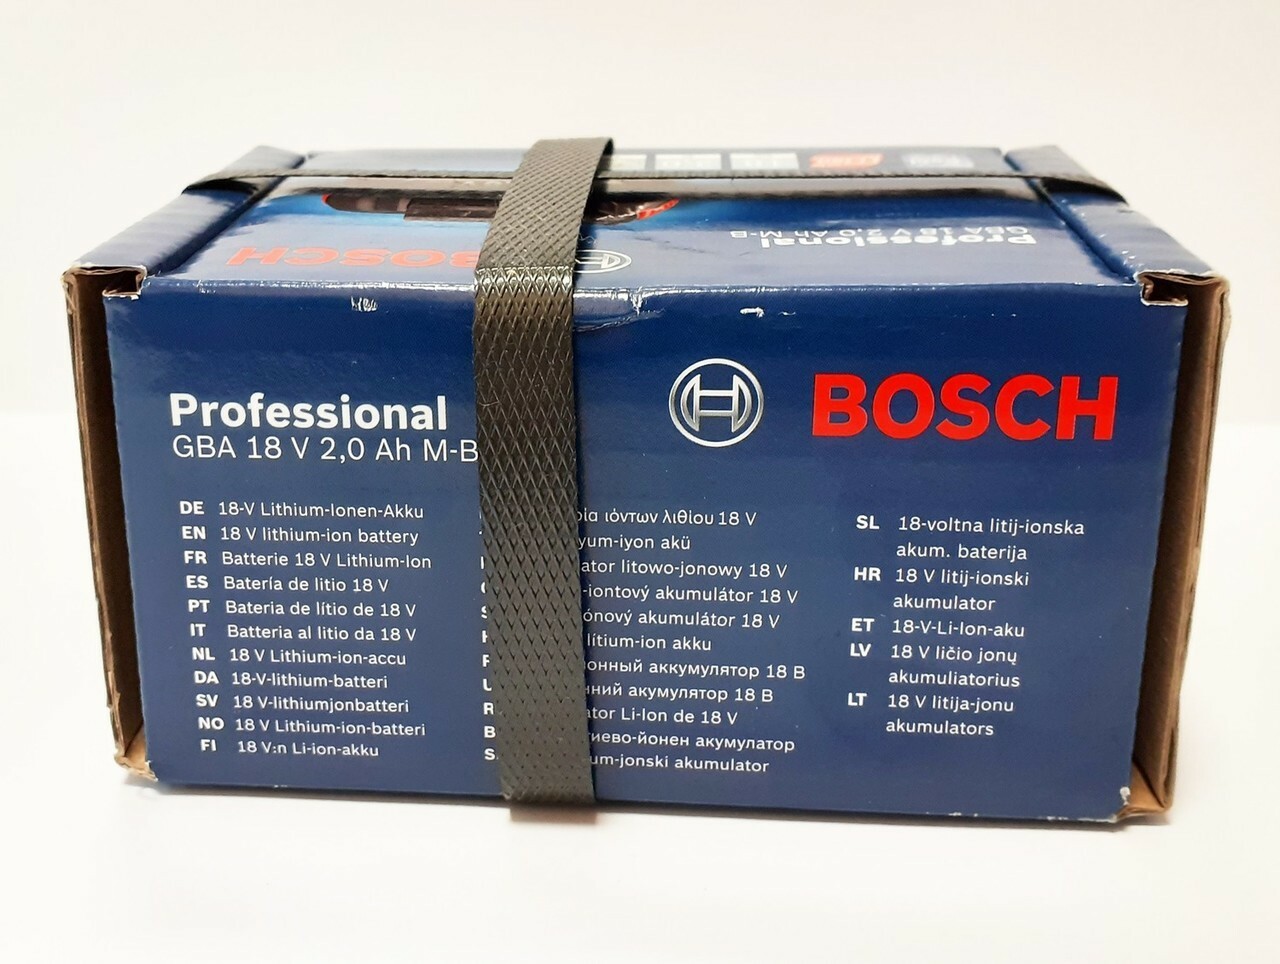 BOSCH
Professional
GBA 18 V 2,0 Ah M-B
Professional
GBA 18 V 2,0 Ah M-B
BOSCH
DE 18-V Lithium-Ionen-Akku
EN 18 V lithium-ion battery
FR Batterie 18 V Lithium-Ion
ES Batería de litio 18 V
PT Bateria de lítio de 18 V
IT Batteria al litio da 18 V
NL 18 V Lithium-ion-accu
DA 18-V-lithium-batteri
SV 18 V-lithiumjonbatteri
NO 18 V Lithium-ion-batteri
FI 18 V:n Li-ion-akku
ιόντων λιθίου 18 V
akü
litowo-jonowy 18 V
akumulátor 18 V
akumulátor 18 V
lítium-ion akku
аккумулятор 18 В
акумулятор 18 В
Li-Ion de 18 V
акумулатор
akumulator
SL 18-voltna litij-ionska
akum. baterija
HR 18 V litij-ionski
akumulator
ET 18-V-Li-Ion-aku
LV 18 V ličio jonų
akumuliatorius
LT 18 V litija-jonu
akumulators